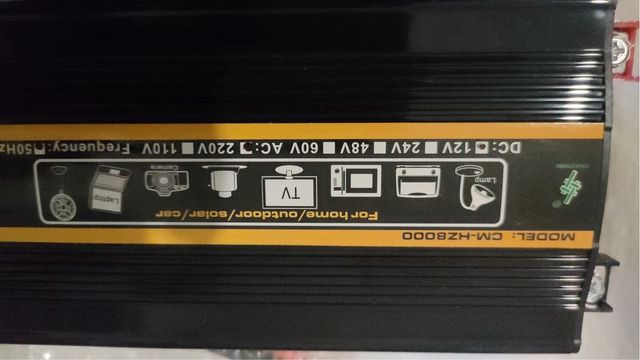 MODEL: CM-HZ8000
For home/outdoor/solar/car
Lamp
TV
Camera
Laptop
DC: 12V 24V 48V 60V AC: 220V 110V Frequency: 50Hz